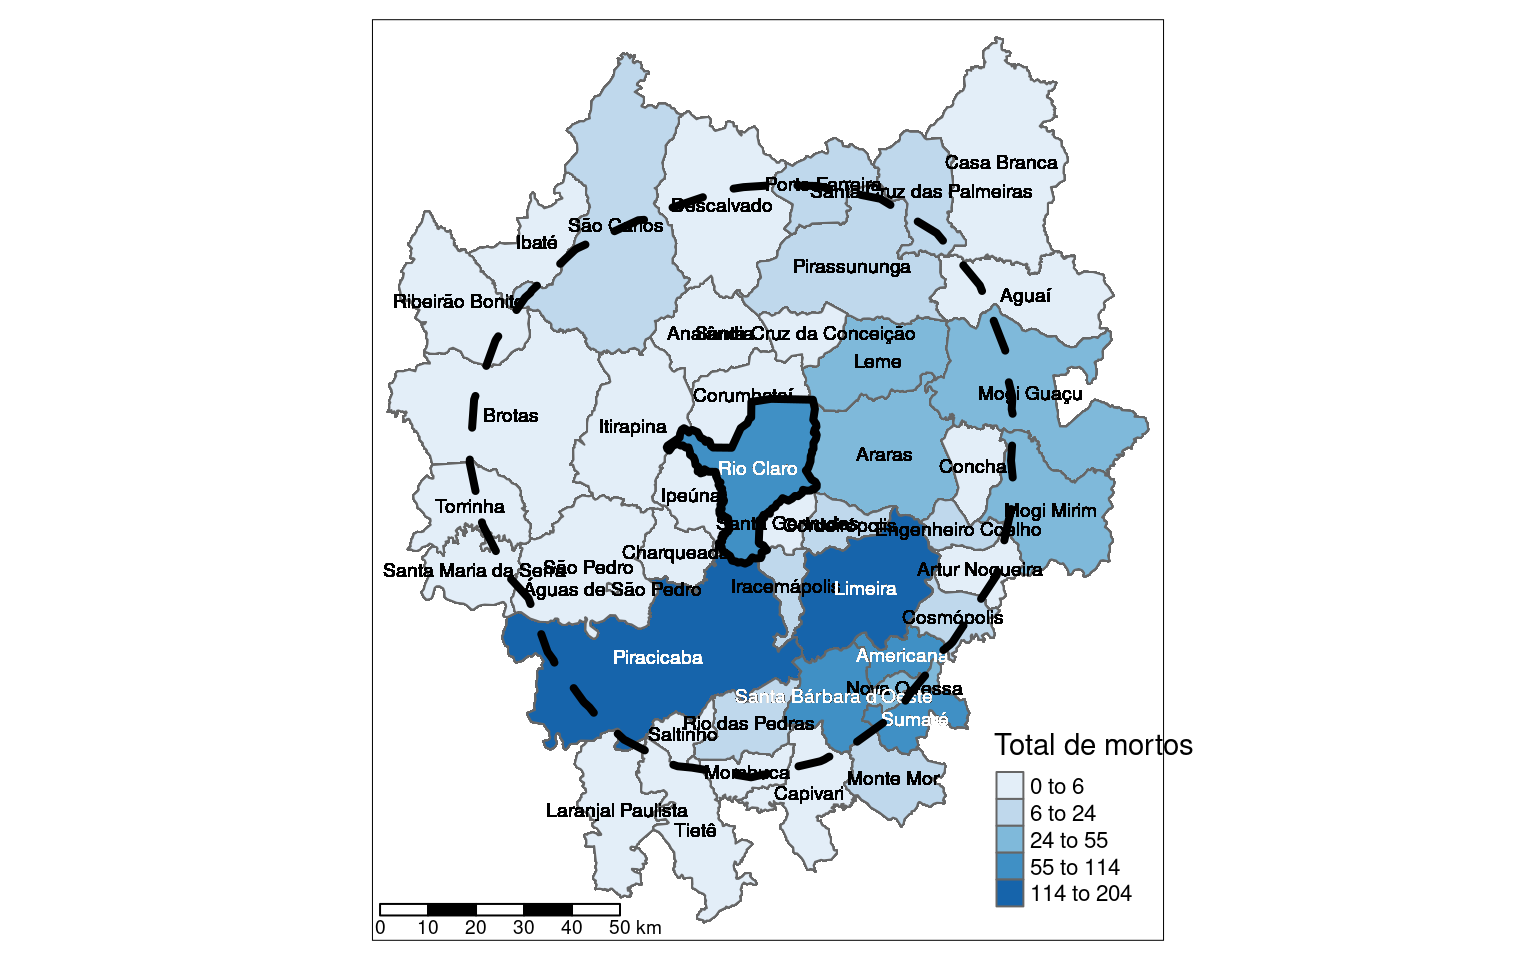 Casa Branca
Porto Ferreira
Santa Cruz das Palmeiras
Descalvado
São Carlos
Ibaté
Pirassununga
Aguaí
Ribeirão Bonito
Analândia
Santa Cruz da Conceição
Leme
Mogi Guaçu
Corumbataí
Brotas
Itirapina
Araras
Rio Claro
Conchal
Ipeúna
Torrinha
Mogi Mirim
Santa Gertrudes
Cordeirópolis
Engenheiro Coelho
Charqueada
São Pedro
Santa Maria da Serra
Artur Nogueira
Águas de São Pedro
Iracemápolis
Limeira
Cosmópolis
Piracicaba
Americana
Nova Odessa
Santa Bárbara d'Oeste
Sumaré
Rio das Pedras
Saltinho
Mombuca
Monte Mor
Capivari
Laranjal Paulista
Tietê
Total de mortos
0 to 6
6 to 24
24 to 55
55 to 114
114 to 204
0 10 20 30 40 50 km